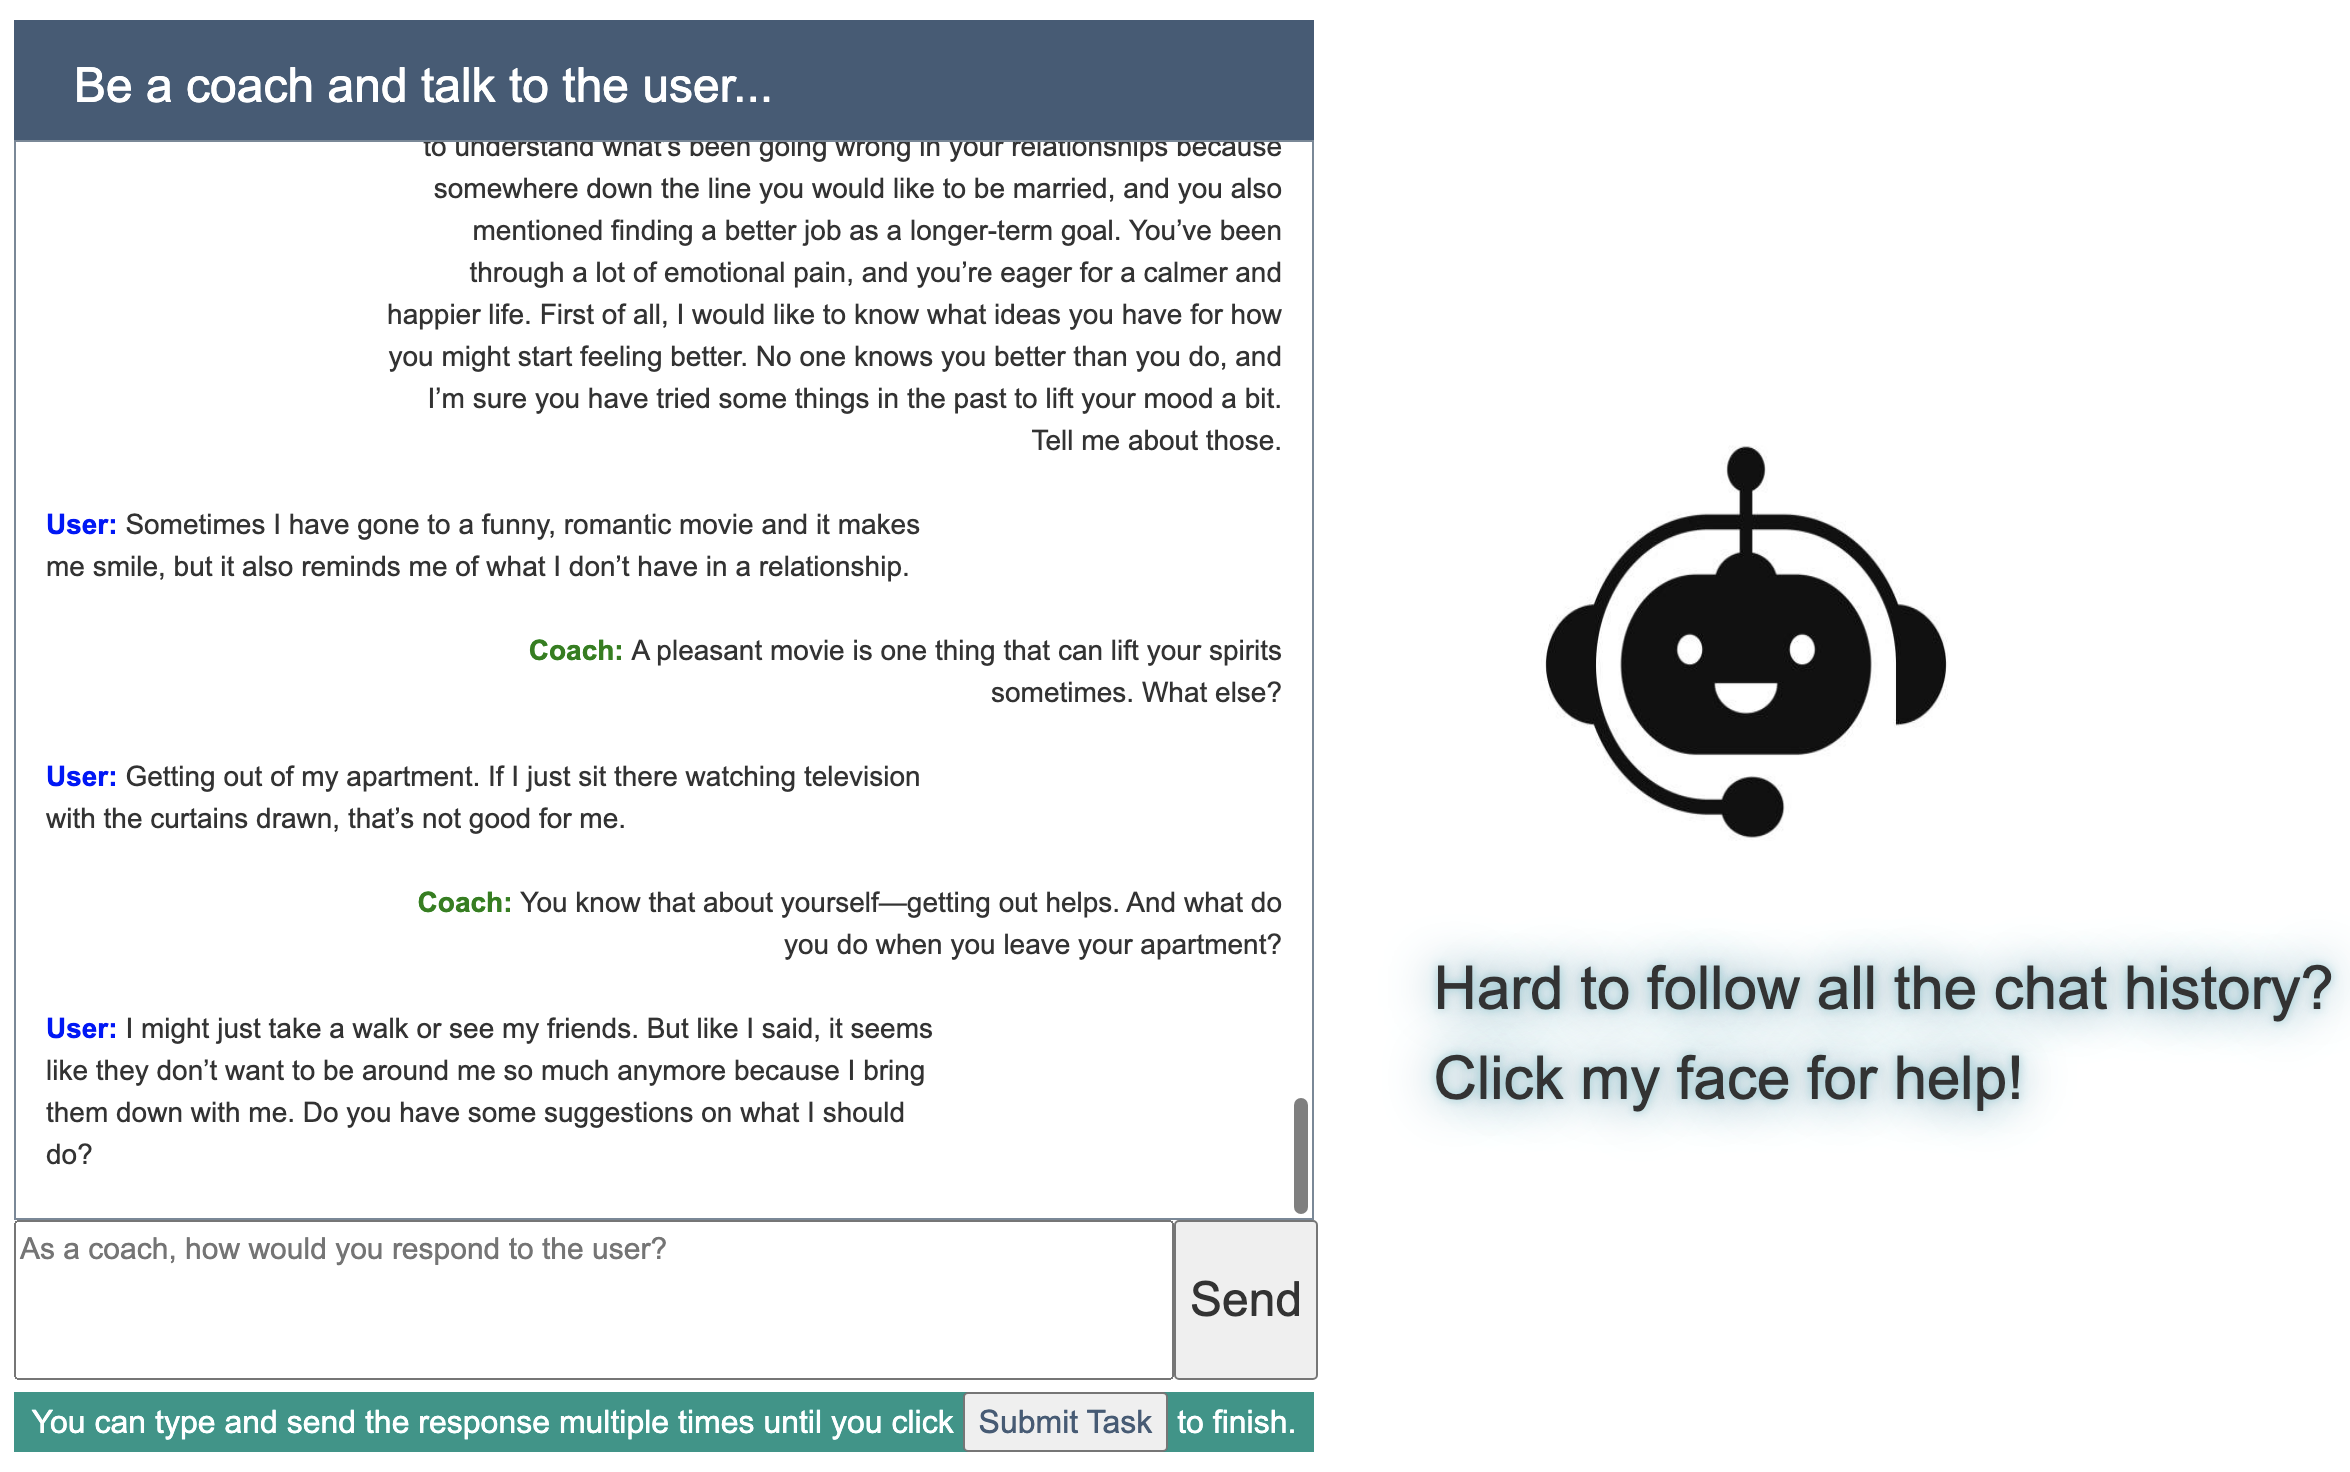 Be a coach and talk to the user...
to understand what's been going wrong in your relationships because
somewhere down the line you would like to be married, and you also
mentioned finding a better job as a longer-term goal. You’ve been
through a lot of emotional pain, and you’re eager for a calmer and
happier life. First of all, I would like to know what ideas you have for how
you might start feeling better. No one knows you better than you do, and
I’m sure you have tried some things in the past to lift your mood a bit.
Tell me about those.
User: Sometimes I have gone to a funny, romantic movie and it makes
me smile, but it also reminds me of what I don’t have in a relationship.
Coach: A pleasant movie is one thing that can lift your spirits
sometimes. What else?
User: Getting out of my apartment. If I just sit there watching television
with the curtains drawn, that’s not good for me.
Coach: You know that about yourself—getting out helps. And what do
you do when you leave your apartment?
User: I might just take a walk or see my friends. But like I said, it seems
like they don’t want to be around me so much anymore because I bring
them down with me. Do you have some suggestions on what I should
do?
As a coach, how would you respond to the user?
Send
You can type and send the response multiple times until you click Submit Task to finish.
Hard to follow all the chat history?
Click my face for help!